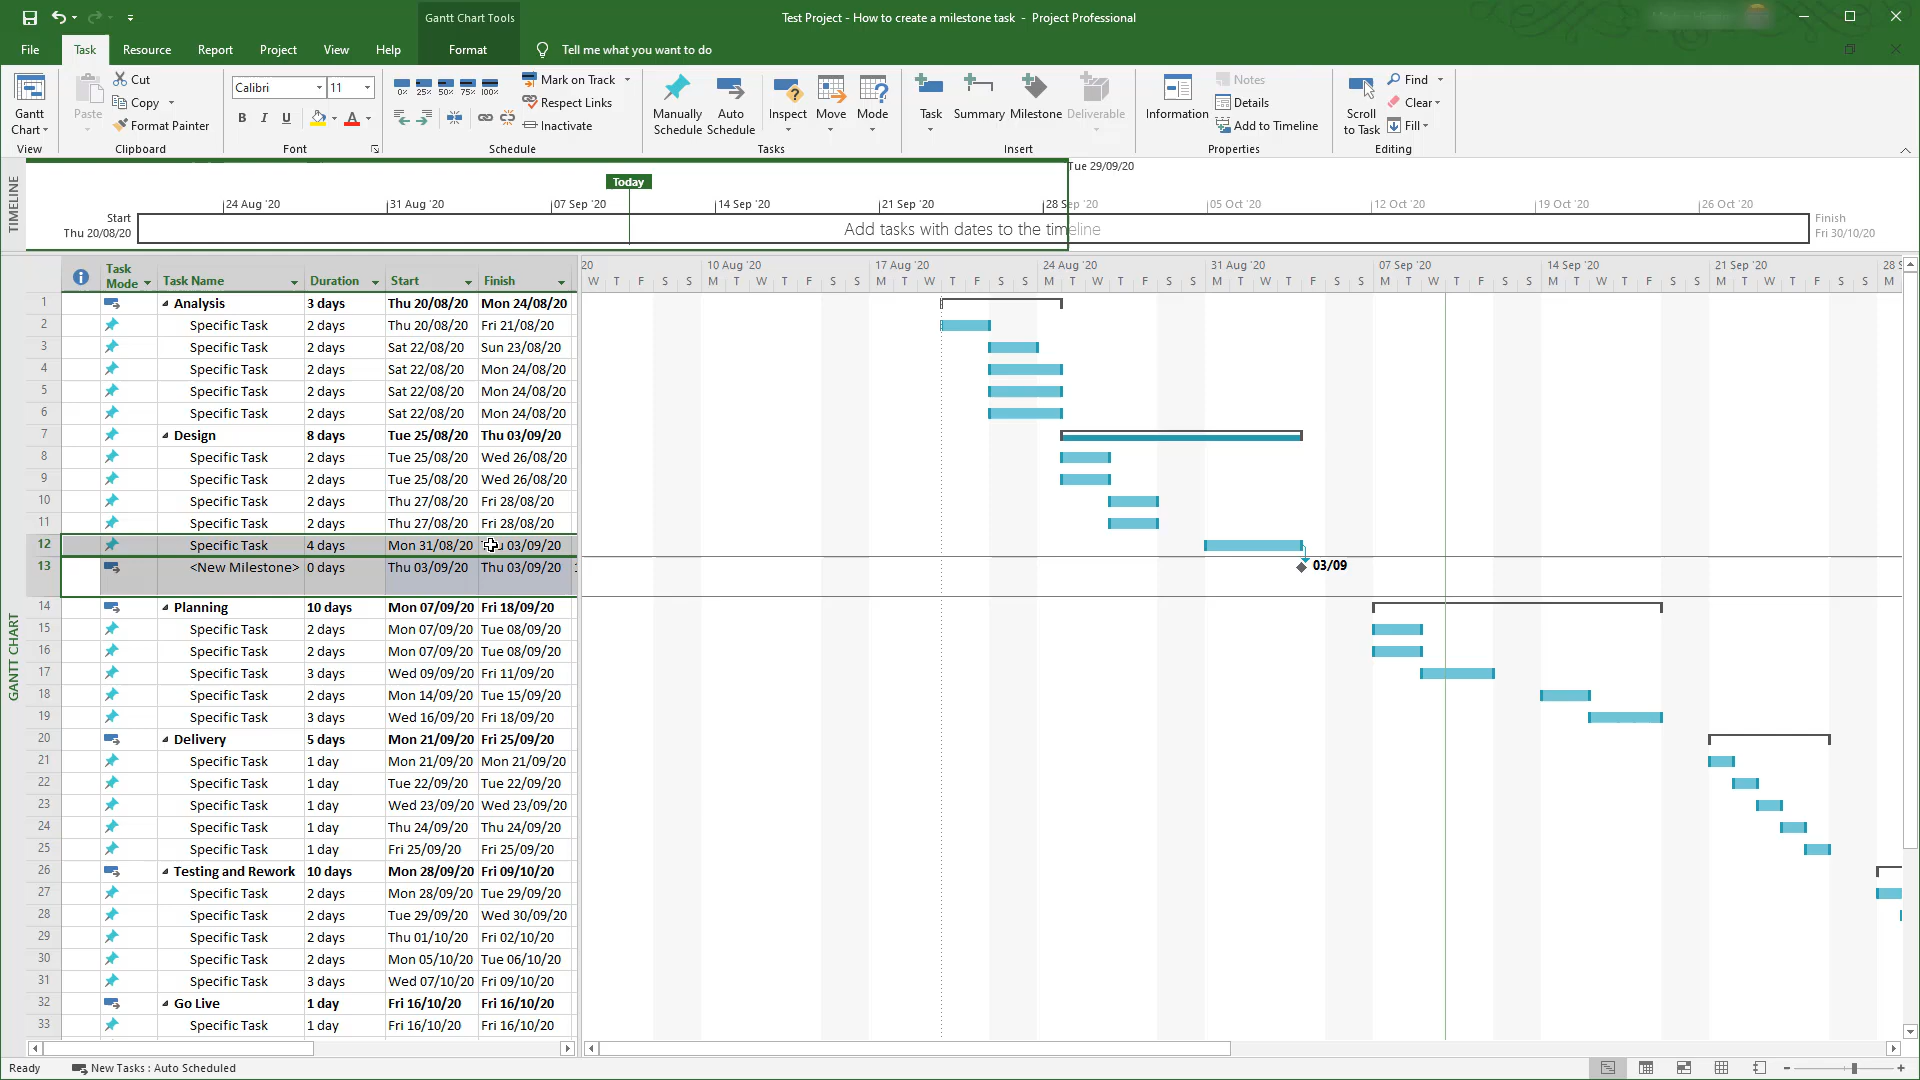 Gantt Chart Tools
Test Project - How to create a milestone task - Project Professional
File Task Resource Report Project View Help Format Tell me what you want to do
Gantt Chart
View
Paste
Cut
Copy
Format Painter
Clipboard
Calibri 11
B I U A
Font
0% 25% 50% 75% 100%
Mark on Track
Respect Links
Inactivate
Schedule
Manually Schedule
Auto Schedule
Inspect
Move
Mode
Tasks
Task
Summary
Milestone
Deliverable
Insert
Information
Notes
Details
Add to Timeline
Properties
Scroll to Task
Find
Clear
Fill
Editing
TIMELINE
Tue 29/09/20
Today
24 Aug '20 31 Aug '20 07 Sep '20 14 Sep '20 21 Sep '20 28 Sep '20 05 Oct '20 12 Oct '20 19 Oct '20 26 Oct '20
Start
Thu 20/08/20
Add tasks with dates to the timeline
Finish
Fri 30/10/20
GANTT CHART
Task Mode Task Name Duration Start Finish
20 10 Aug '20 17 Aug '20 24 Aug '20 31 Aug '20 07 Sep '20 14 Sep '20 21 Sep '20 28 S
W T F S S M T W T F S S M T W T F S S M T W T F S S M T W T F S S M T W T F S S M T W T F S S M T W T F S S M
1 Analysis 3 days Thu 20/08/20 Mon 24/08/20
2 Specific Task 2 days Thu 20/08/20 Fri 21/08/20
3 Specific Task 2 days Sat 22/08/20 Sun 23/08/20
4 Specific Task 2 days Sat 22/08/20 Mon 24/08/20
5 Specific Task 2 days Sat 22/08/20 Mon 24/08/20
6 Specific Task 2 days Sat 22/08/20 Mon 24/08/20
7 Design 8 days Tue 25/08/20 Thu 03/09/20
8 Specific Task 2 days Tue 25/08/20 Wed 26/08/20
9 Specific Task 2 days Tue 25/08/20 Wed 26/08/20
10 Specific Task 2 days Thu 27/08/20 Fri 28/08/20
11 Specific Task 2 days Thu 27/08/20 Fri 28/08/20
12 Specific Task 4 days Mon 31/08/20 03/09/20
13 <New Milestone> 0 days Thu 03/09/20 Thu 03/09/20 03/09
14 Planning 10 days Mon 07/09/20 Fri 18/09/20
15 Specific Task 2 days Mon 07/09/20 Tue 08/09/20
16 Specific Task 2 days Mon 07/09/20 Tue 08/09/20
17 Specific Task 3 days Wed 09/09/20 Fri 11/09/20
18 Specific Task 2 days Mon 14/09/20 Tue 15/09/20
19 Specific Task 3 days Wed 16/09/20 Fri 18/09/20
20 Delivery 5 days Mon 21/09/20 Fri 25/09/20
21 Specific Task 1 day Mon 21/09/20 Mon 21/09/20
22 Specific Task 1 day Tue 22/09/20 Tue 22/09/20
23 Specific Task 1 day Wed 23/09/20 Wed 23/09/20
24 Specific Task 1 day Thu 24/09/20 Thu 24/09/20
25 Specific Task 1 day Fri 25/09/20 Fri 25/09/20
26 Testing and Rework 10 days Mon 28/09/20 Fri 09/10/20
27 Specific Task 2 days Mon 28/09/20 Tue 29/09/20
28 Specific Task 2 days Tue 29/09/20 Wed 30/09/20
29 Specific Task 2 days Thu 01/10/20 Fri 02/10/20
30 Specific Task 2 days Mon 05/10/20 Tue 06/10/20
31 Specific Task 3 days Wed 07/10/20 Fri 09/10/20
32 Go Live 1 day Fri 16/10/20 Fri 16/10/20
33 Specific Task 1 day Fri 16/10/20 Fri 16/10/20
Ready New Tasks : Auto Scheduled